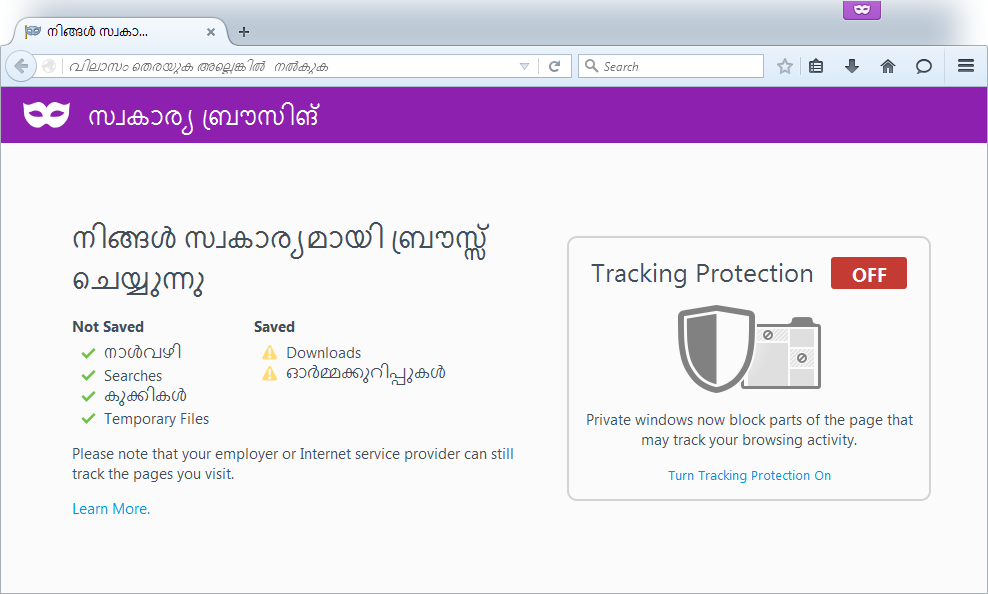 നിങ്ങൾ സ്വകാ...
വിലാസം തെരയുക അല്ലെങ്കിൽ നൽകുക
Search
സ്വകാര്യ ബ്രൗസിങ്
നിങ്ങൾ സ്വകാര്യമായി ബ്രൗസ്സ്
ചെയ്യുന്നു
Not Saved
നാൾവഴി
Searches
കുക്കികൾ
Temporary Files
Saved
Downloads
ഓർമ്മക്കുറിപ്പുകൾ
Please note that your employer or Internet service provider can still
track the pages you visit.
Learn More.
Tracking Protection OFF
Private windows now block parts of the page that
may track your browsing activity.
Turn Tracking Protection On